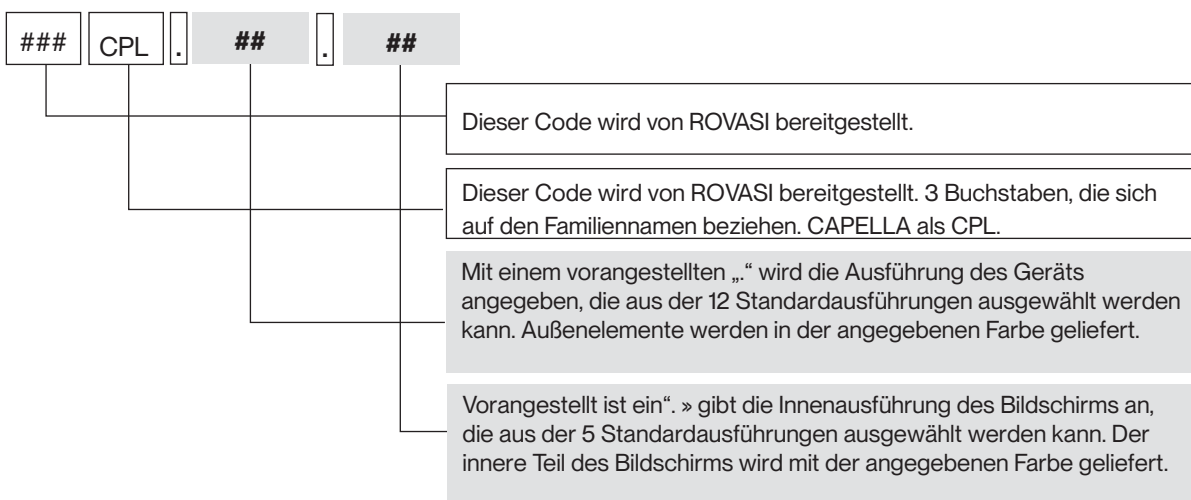 ### CPL . ## . ##
Dieser Code wird von ROVASI bereitgestellt.
Dieser Code wird von ROVASI bereitgestellt. 3 Buchstaben, die sich
auf den Familiennamen beziehen. CAPELLA als CPL.
Mit einem vorangestellten „.“ wird die Ausführung des Geräts
angegeben, die aus der 12 Standardausführungen ausgewählt werden
kann. Außenelemente werden in der angegebenen Farbe geliefert.
Vorangestellt ist ein“. » gibt die Innenausführung des Bildschirms an,
die aus der 5 Standardausführungen ausgewählt werden kann. Der
innere Teil des Bildschirms wird mit der angegebenen Farbe geliefert.